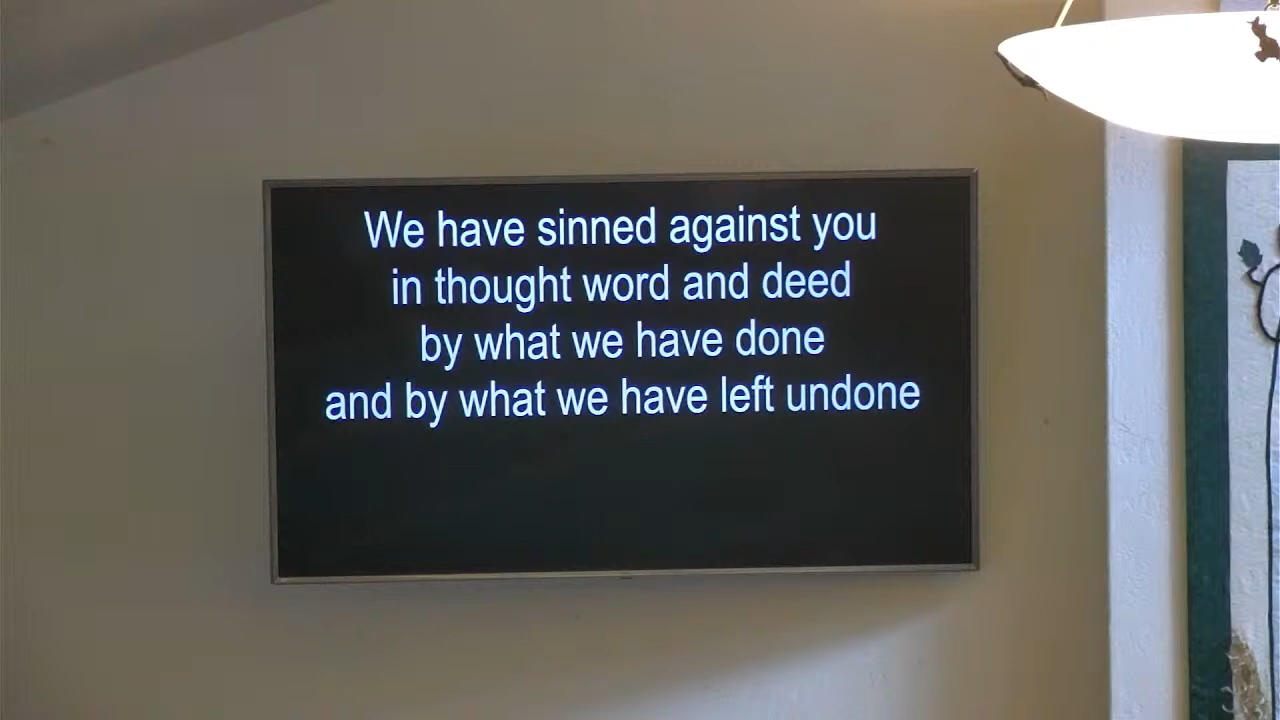 We have sinned against you
in thought word and deed
by what we have done
and by what we have left undone